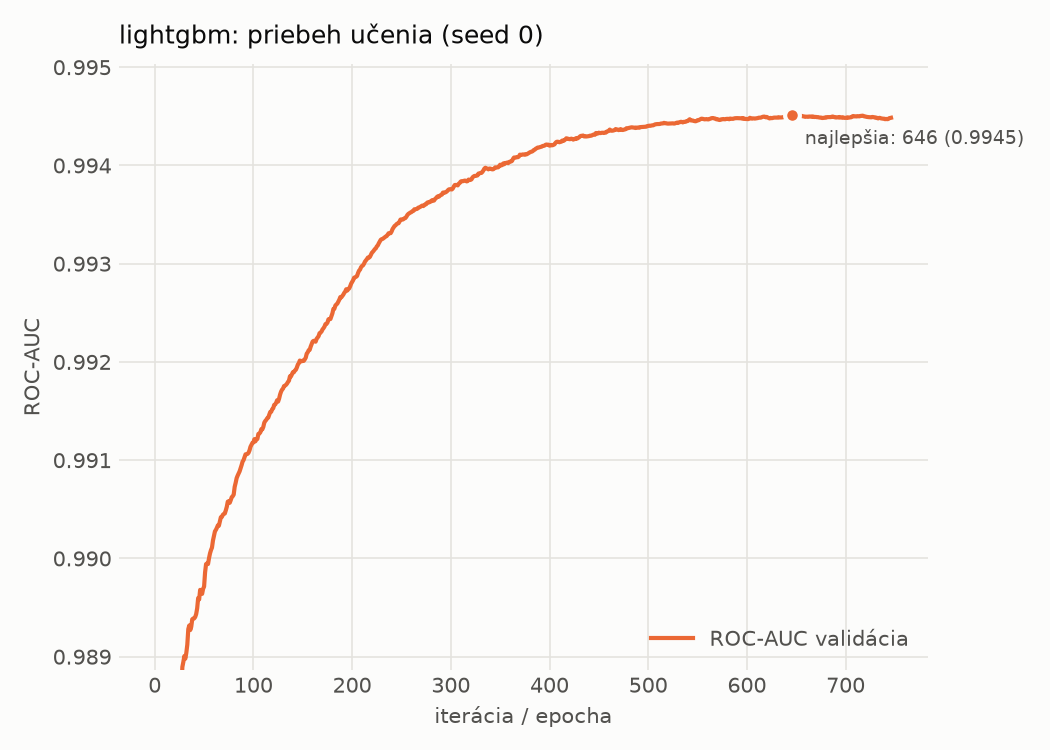 lightgbm: priebeh učenia (seed 0)
0.995
najlepšia: 646 (0.9945)
0.994
0.993
0.992
ROC-AUC
0.991
0.990
0.989
ROC-AUC validácia
0 100 200 300 400 500 600 700
iterácia / epocha